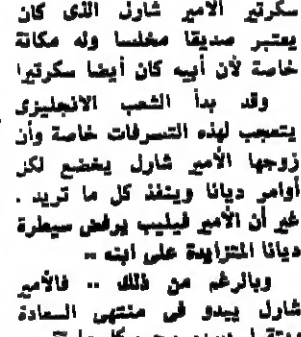 سكرتير الأمير شارل الذى كان
يعتبر صديقا مخلصا وله مكانة
خاصة لأن أبيه كان أيضا سكرتيرا
وقد بدأ الشعب الانجليزى
يتعجب لهذه التصرفات خاصة وأن
زوجها الأمير شارل يخضع لكل
أوامر ديانا وينفذ كل ما تريد .
غير أن الأمير فيليب يرفض سيطرة
ديانا المتزايدة على ابنه ..
وبالرغم من ذلك .. فالأمير
شارل يبدو فى منتهى السعادة